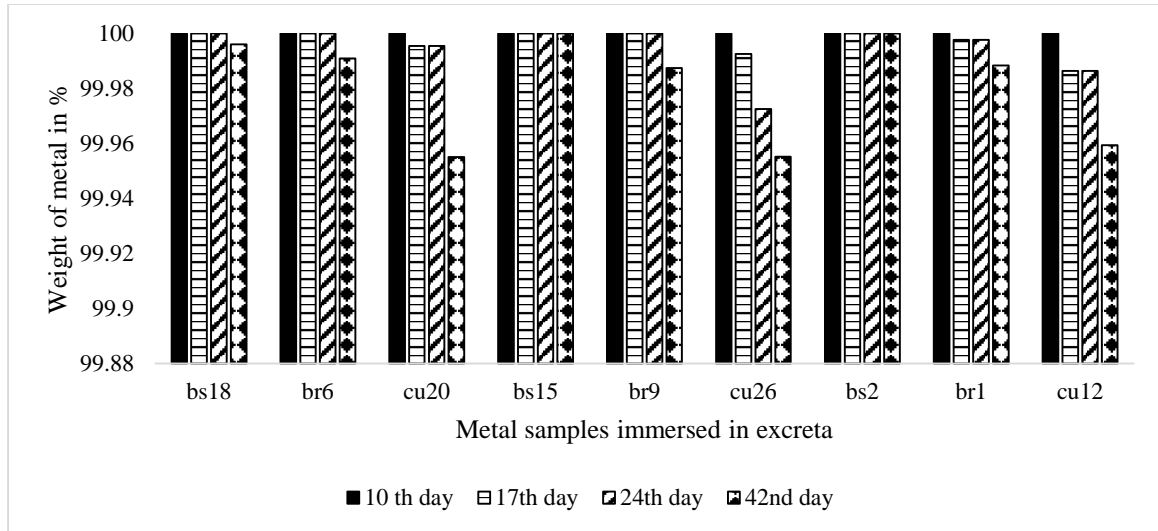 Weight of metal in %
100
99.98
99.96
99.94
99.92
99.9
99.88
bs18 br6 cu20 bs15 br9 cu26 bs2 br1 cu12
Metal samples immersed in excreta
10 th day 17th day 24th day 42nd day